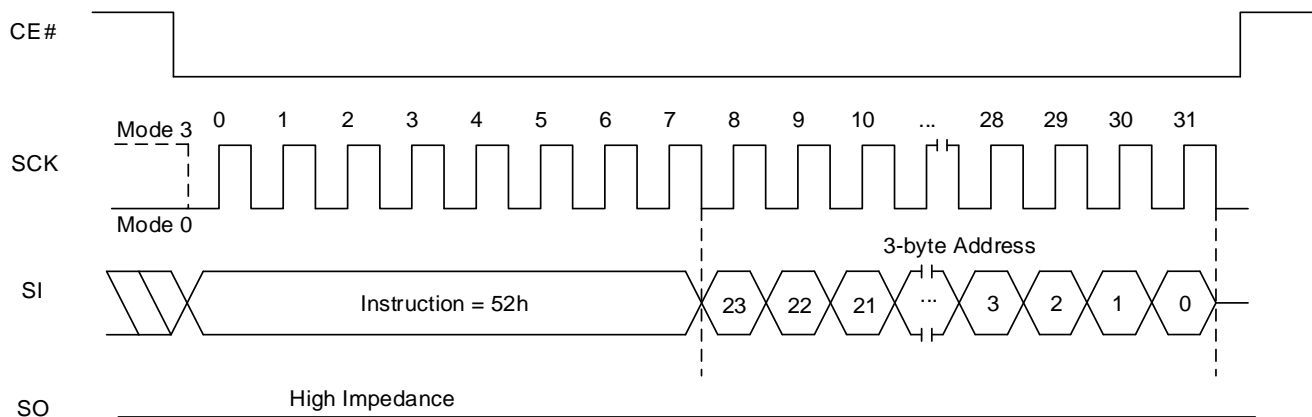 CE#
Mode 3 0 1 2 3 4 5 6 7 8 9 10 ... 28 29 30 31
SCK
Mode 0
3-byte Address
SI Instruction = 52h 23 22 21 ... 3 2 1 0
High Impedance
SO